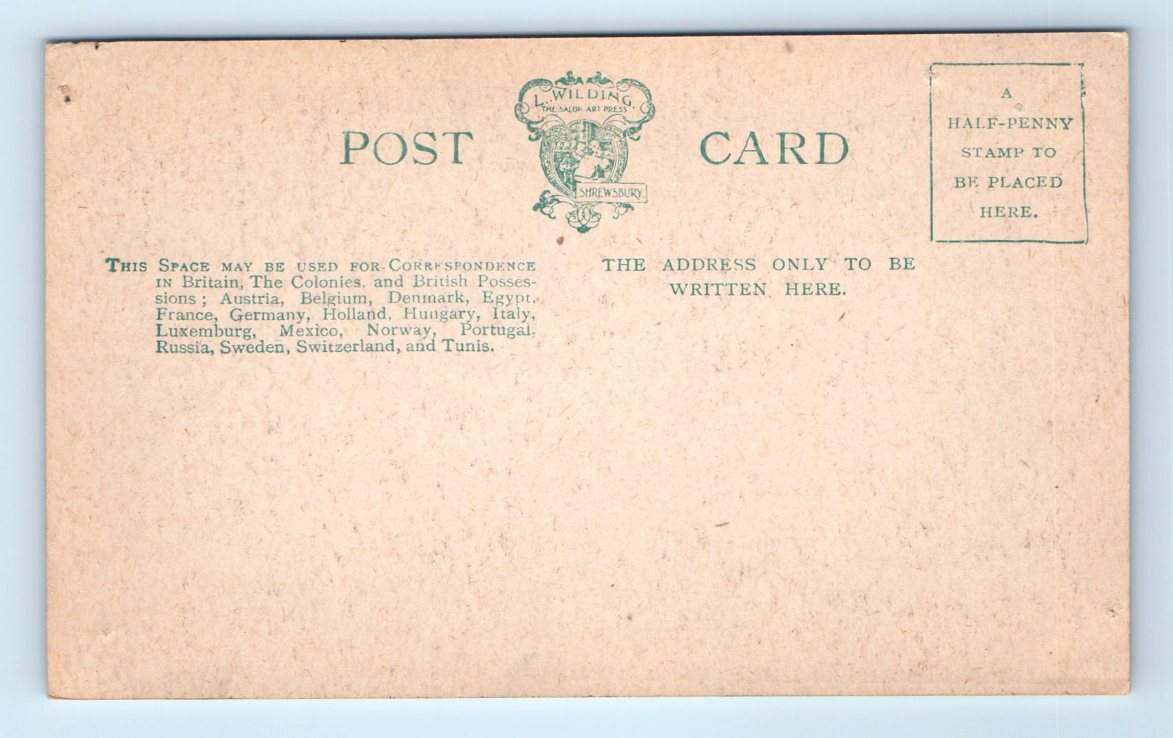 L. WILDING.
THE SALOP ART PRESS
SHREWSBURY.
POST CARD
A
HALF-PENNY
STAMP TO
BE PLACED
HERE.
THIS SPACE MAY BE USED FOR CORRESPONDENCE
IN Britain, The Colonies. and British Posses-
sions ; Austria, Belgium, Denmark, Egypt,
France, Germany, Holland, Hungary, Italy,
Luxemburg, Mexico, Norway, Portugal,
Russia, Sweden, Switzerland, and Tunis.
THE ADDRESS ONLY TO BE
WRITTEN HERE.